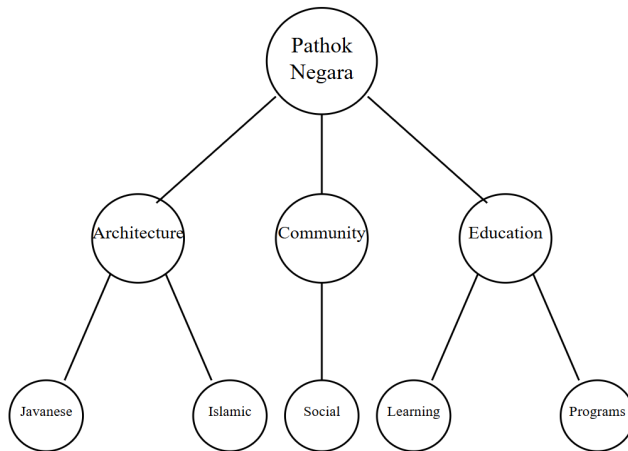 Pathok
Negara
Architecture
Community
Education
Javanese
Islamic
Social
Learning
Programs